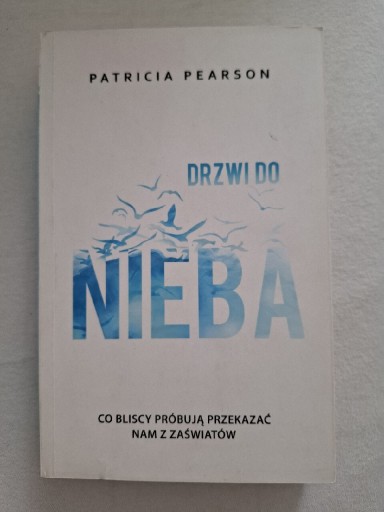 PATRICIA PEARSON
DRZWI DO
NIEBA
CO BLISCY PRÓBUJĄ PRZEKAZAĆ
NAM Z ZAŚWIATÓW